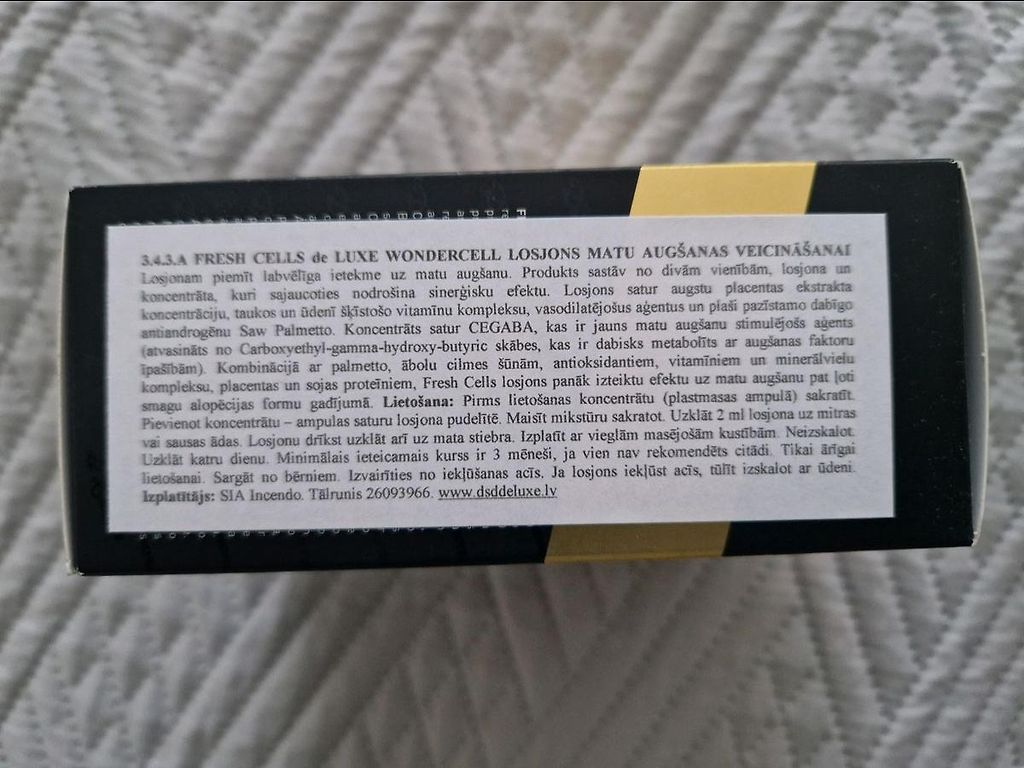 3.4.3.A FRESH CELLS de LUXE WONDERCELL LOSJONS MATU AUGŠANAS VEICINĀŠANAI
Losjonam piemīt labvēlīga ietekme uz matu augšanu. Produkts sastāv no divām vienībām, losjona un
koncentrāta, kuri sajaucoties nodrošina sinerģisku efektu. Losjons satur augstu placentas ekstrakta
koncentrāciju, taukos un ūdenī šķīstošo vitamīnu kompleksu, vasodilatējošus aģentus un plaši pazīstamo dabīgo
antiandrogēnu Saw Palmetto. Koncentrāts satur CEGABA, kas ir jauns matu augšanu stimulējošs aģents
(atvasināts no Carboxyethyl-gamma-hydroxy-butyric skābes, kas ir dabisks metabolīts ar augšanas faktoru
īpašībām). Kombinācijā ar palmetto, ābolu cilmes šūnām, antioksidantiem, vitamīniem un minerālvielu
kompleksu, placentas un sojas proteīniem, Fresh Cells losjons panāk izteiktu efektu uz matu augšanu pat ļoti
smagu alopēcijas formu gadījumā. Lietošana: Pirms lietošanas koncentrātu (plastmasas ampulā) sakratīt.
Pievienot koncentrātu – ampulas saturu losjona pudelītē. Maisīt mikstūru sakratot. Uzklāt 2 ml losjona uz mitras
vai sausas ādas. Losjonu drīkst uzklāt arī uz mata stiebra. Izplatīt ar vieglām masējošām kustībām. Neizskalot.
Uzklāt katru dienu. Minimālais ieteicamais kurss ir 3 mēneši, ja vien nav rekomendēts citādi. Tikai ārīgai
lietošanai. Sargāt no bērniem. Izvairīties no iekļūšanas acīs. Ja losjons iekļūst acīs, tūlīt izskalot ar ūdeni.
Izplatītājs: SIA Incendo. Tālrunis 26093966. www.dsddeluxe.lv